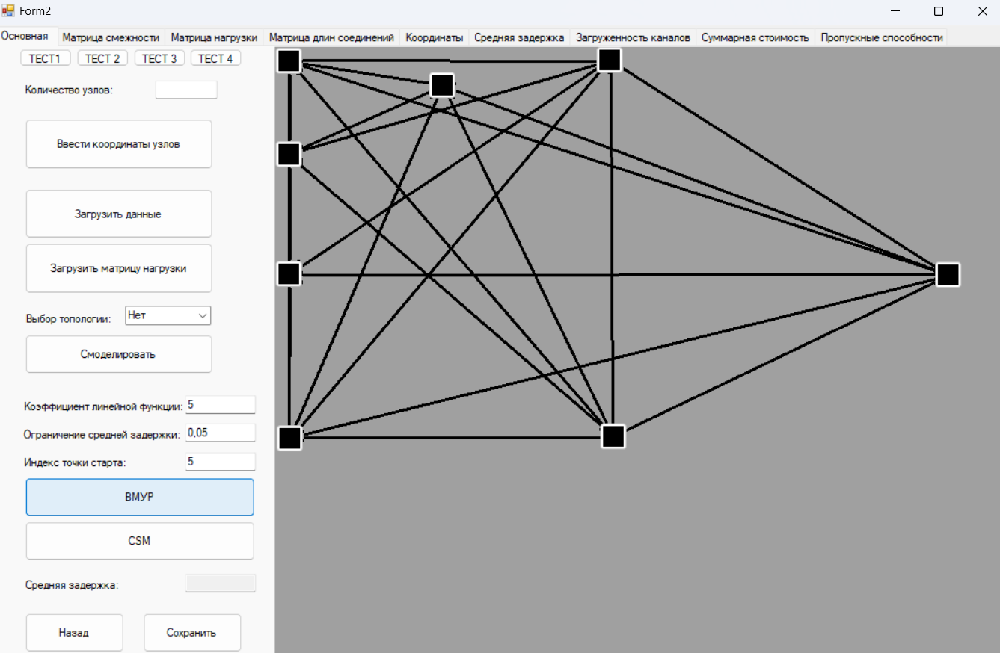 Form2
Основная Матрица смежности Матрица нагрузки Матрица длин соединений Координаты Средняя задержка Загруженность каналов Суммарная стоимость Пропускные способности
ТЕСТ1 ТЕСТ 2 ТЕСТ 3 ТЕСТ 4
Количество узлов:
Ввести координаты узлов
Загрузить данные
Загрузить матрицу нагрузки
Выбор топологии: Нет
Смоделировать
Коэффициент линейной функции: 5
Ограничение средней задержки: 0,05
Индекс точки старта: 5
ВМУР
CSM
Средняя задержка:
Назад Сохранить